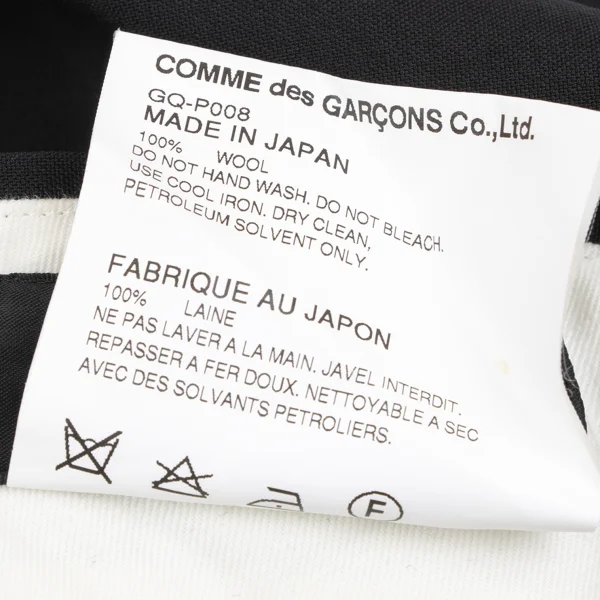 COMME des GARÇONS Co.,Ltd.
GQ-P008
MADE IN JAPAN
100% WOOL
DO NOT HAND WASH. DO NOT BLEACH.
USE COOL IRON. DRY CLEAN,
PETROLEUM SOLVENT ONLY.
FABRIQUE AU JAPON
100% LAINE
NE PAS LAVER A LA MAIN. JAVEL INTERDIT.
REPASSER A FER DOUX. NETTOYABLE A SEC
AVEC DES SOLVANTS PETROLIERS.
F